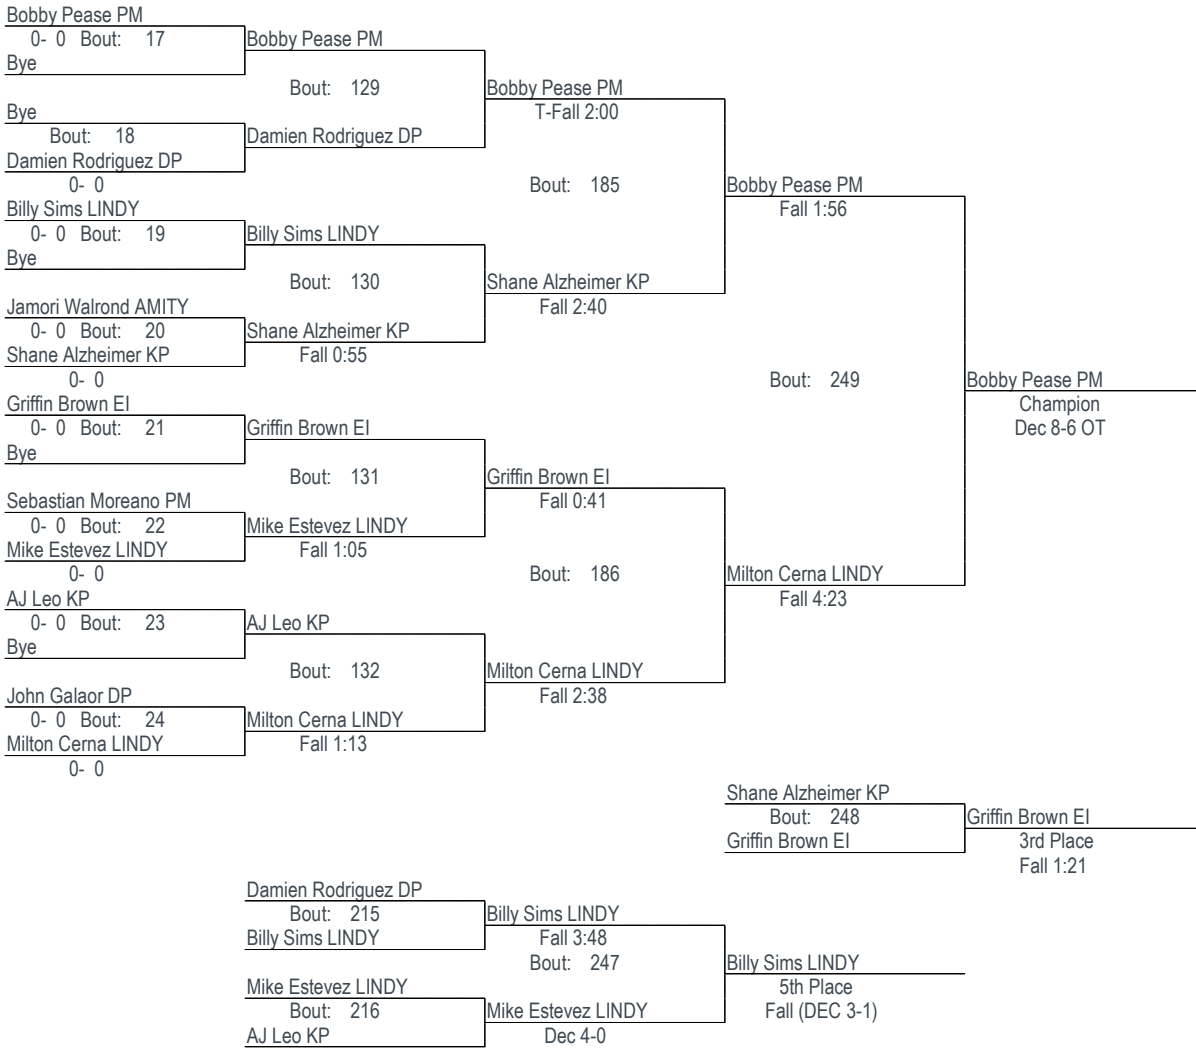 Bobby Pease PM
0- 0 Bout: 17
Bye
Bobby Pease PM
Bout: 129
Bye
Bout: 18
Damien Rodriguez DP
0- 0
Damien Rodriguez DP
Bobby Pease PM
T-Fall 2:00
Bout: 185
Billy Sims LINDY
0- 0 Bout: 19
Bye
Billy Sims LINDY
Bout: 130
Jamori Walrond AMITY
0- 0 Bout: 20
Shane Alzheimer KP
0- 0
Shane Alzheimer KP
Fall 0:55
Shane Alzheimer KP
Fall 2:40
Bobby Pease PM
Fall 1:56
Bout: 249
Bobby Pease PM
Champion
Dec 8-6 OT
Griffin Brown EI
0- 0 Bout: 21
Bye
Griffin Brown EI
Bout: 131
Sebastian Moreano PM
0- 0 Bout: 22
Mike Estevez LINDY
0- 0
Mike Estevez LINDY
Fall 1:05
Griffin Brown EI
Fall 0:41
Bout: 186
AJ Leo KP
0- 0 Bout: 23
Bye
AJ Leo KP
Bout: 132
John Galaor DP
0- 0 Bout: 24
Milton Cerna LINDY
0- 0
Milton Cerna LINDY
Fall 1:13
Milton Cerna LINDY
Fall 2:38
Milton Cerna LINDY
Fall 4:23
Shane Alzheimer KP
Bout: 248
Griffin Brown EI
Griffin Brown EI
3rd Place
Fall 1:21
Damien Rodriguez DP
Bout: 215
Billy Sims LINDY
Billy Sims LINDY
Fall 3:48
Bout: 247
Mike Estevez LINDY
Bout: 216
AJ Leo KP
Mike Estevez LINDY
Dec 4-0
Billy Sims LINDY
5th Place
Fall (DEC 3-1)